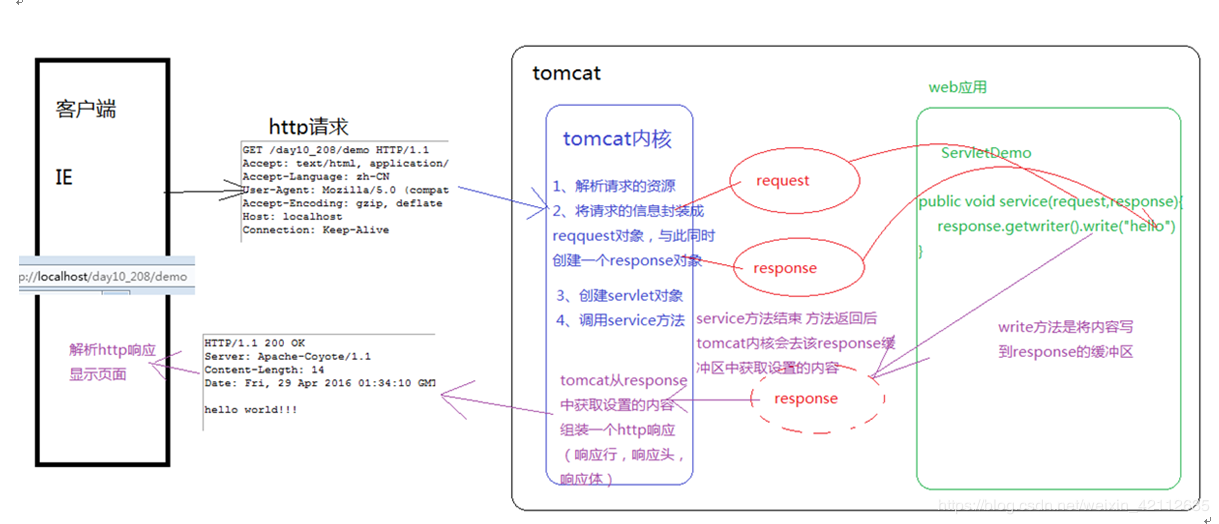 客户端
IE
http请求
GET /day10_208/demo HTTP/1.1
Accept: text/html, application/
Accept-Language: zh-CN
User-Agent: Mozilla/5.0 (compat
Accept-Encoding: gzip, deflate
Host: localhost
Connection: Keep-Alive
p://localhost/day10_208/demo
解析http响应
显示页面
HTTP/1.1 200 OK
Server: Apache-Coyote/1.1
Content-Length: 14
Date: Fri, 29 Apr 2016 01:34:10 GMT
hello world!!!
tomcat
tomcat内核
1、解析请求的资源
2、将请求的信息封装成
reqquest对象，与此同时
创建一个response对象
3、创建servlet对象
4、调用service方法
tomcat从response
中获取设置的内容
组装一个http响应
（响应行，响应头，
响应体）
request
response
service方法结束 方法返回后
tomcat内核会去该response缓
冲区中获取设置的内容
response
web应用
ServletDemo
public void service(request,response){
response.getwriter().write("hello")
}
write方法是将内容写
到response的缓冲区
https://blog.csdn.net/waixin_42112635